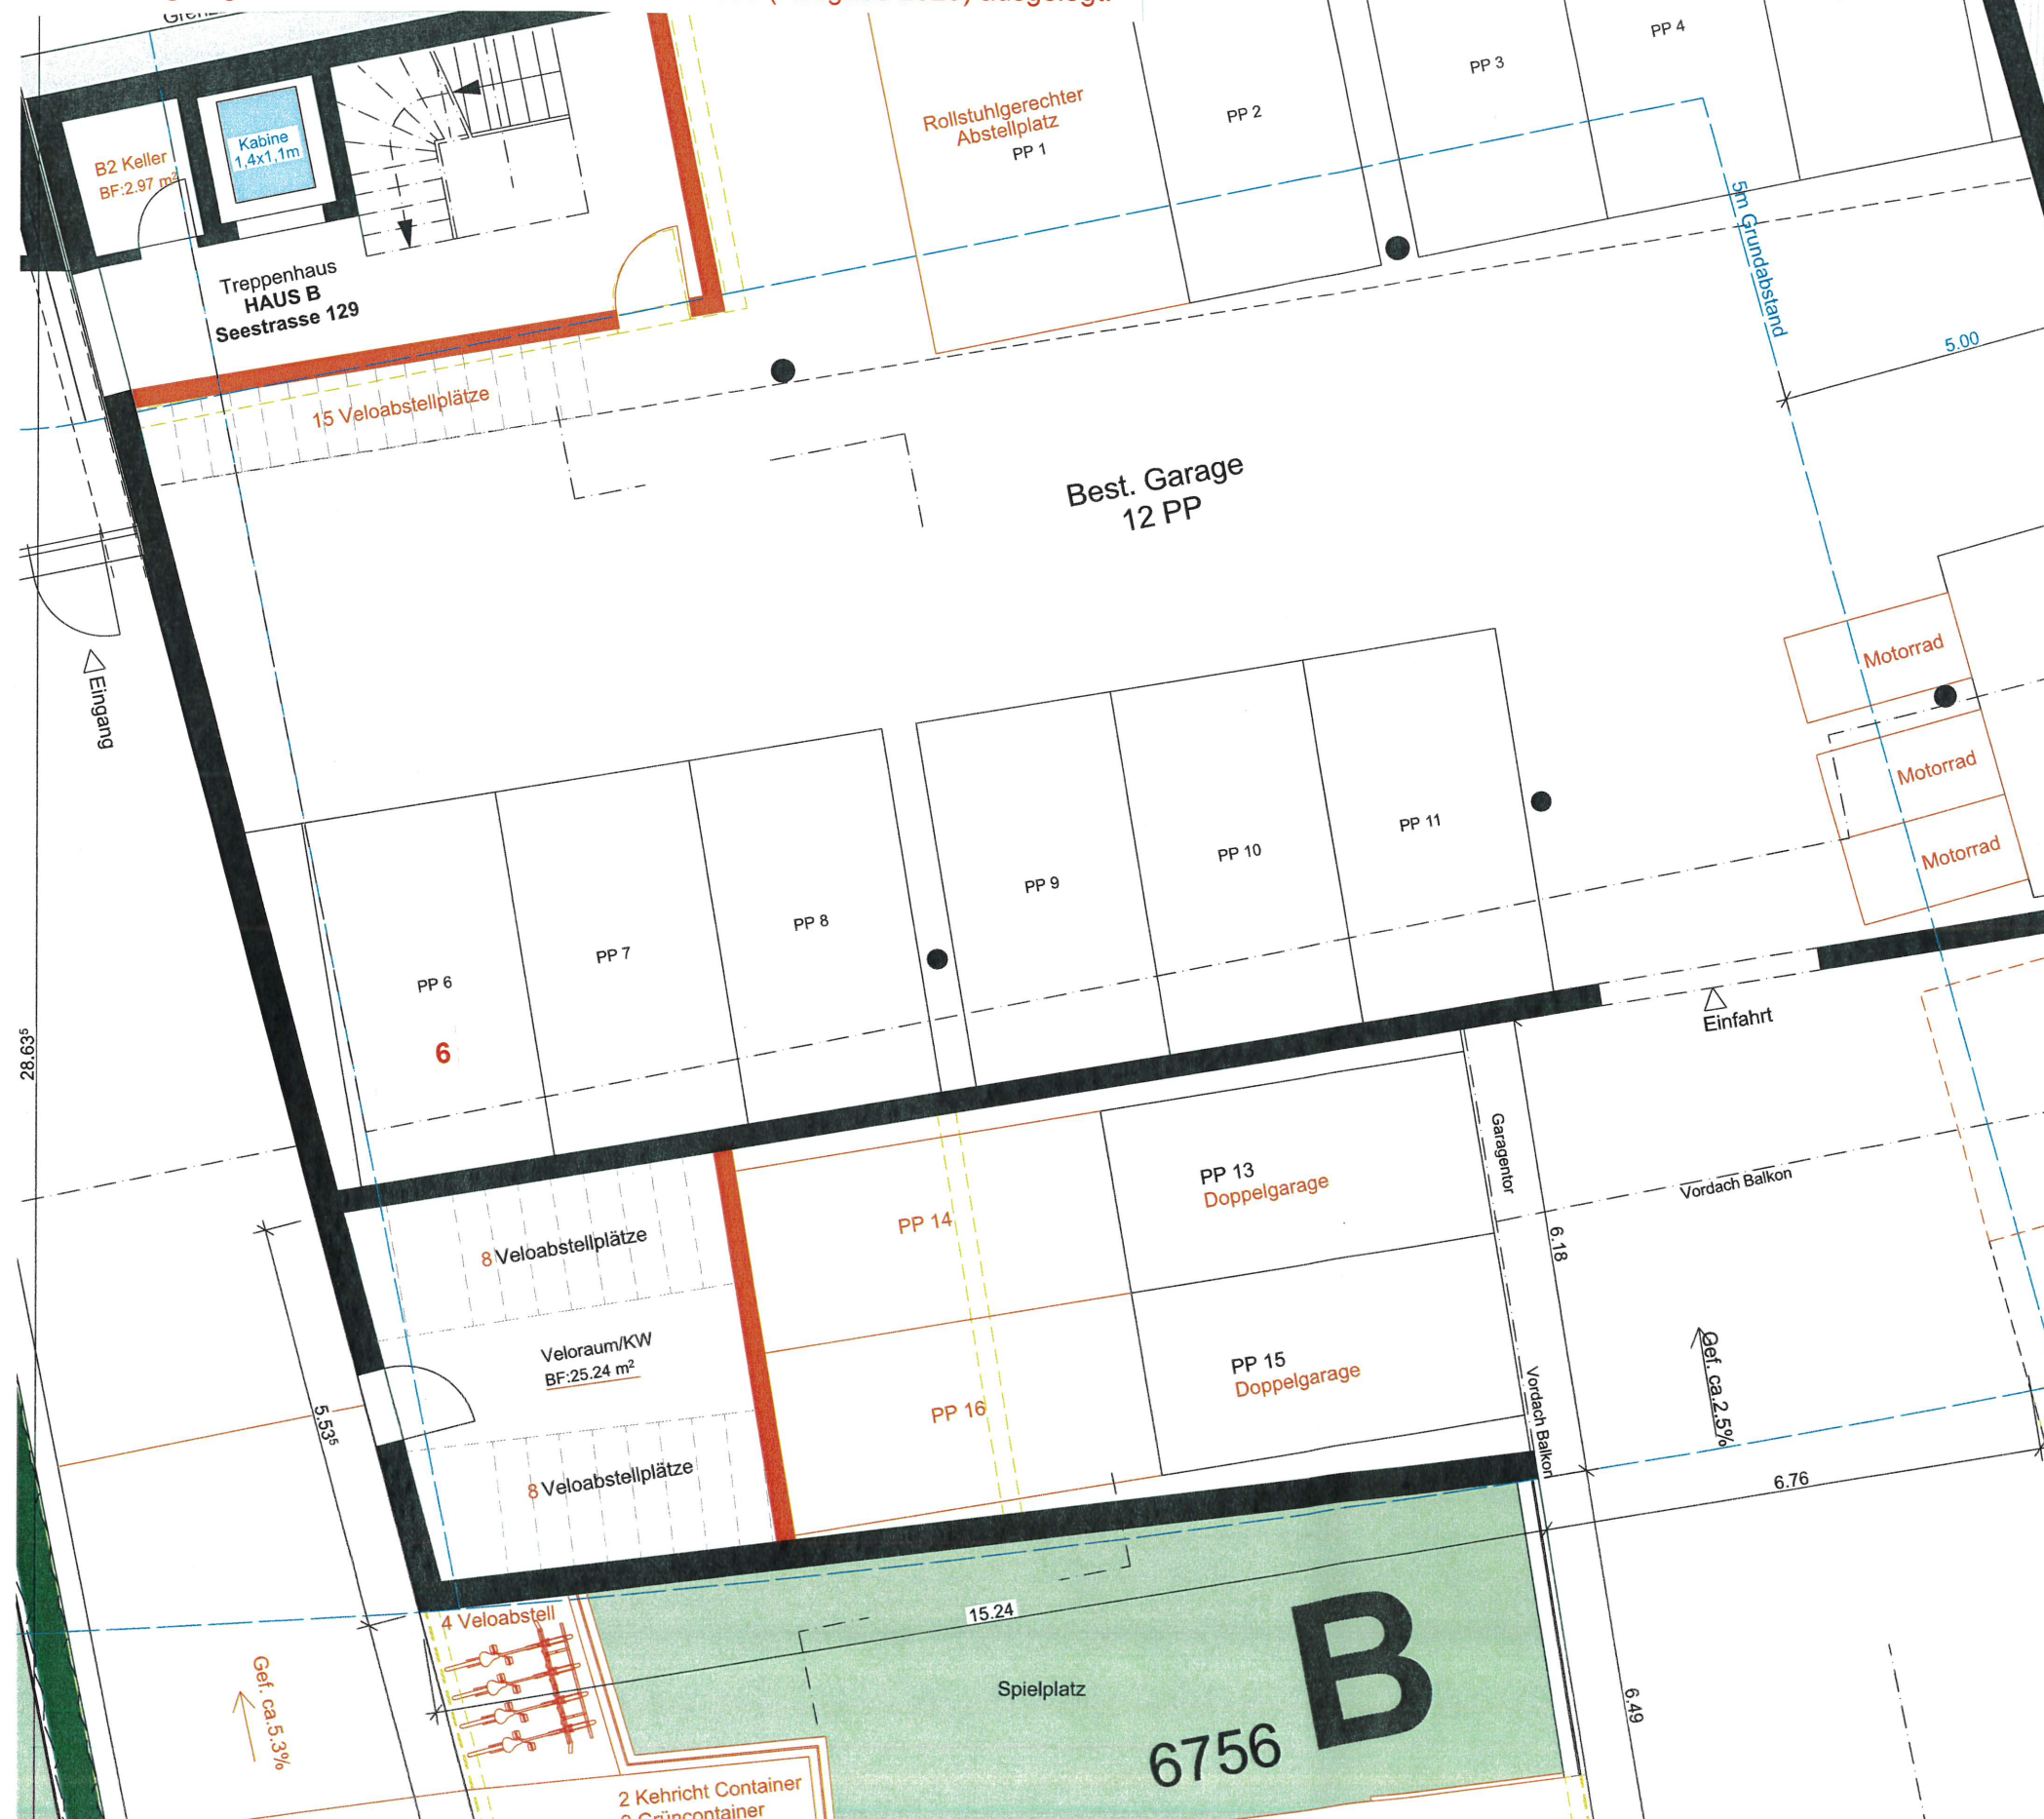 PP 4
PP 3
PP 2
Rollstuhlgerechter
Abstellplatz
PP 1
Kabine
1,4x1,1m
B2 Keller
BF:2.97 m²
5m Grundabstand
Treppenhaus
HAUS B
Seestrasse 129
5.00
15 Veloabstellplätze
Best. Garage
12 PP
Eingang
Motorrad
Motorrad
Motorrad
PP 11
PP 10
PP 9
PP 8
PP 7
PP 6
6
Einfahrt
28.63⁵
Garagentor
PP 13
Doppelgarage
Vordach Balkon
PP 14
8 Veloabstellplätze
6.18
Veloraum/KW
BF:25.24 m²
PP 15
Doppelgarage
Gef. ca.2.5%
PP 16
Vordach Balkon
5.53⁵
8 Veloabstellplätze
6.76
4 Veloabstell
15.24
B
Spielplatz
6756
6.49
Gef. ca.5.3%
2 Kehricht Container